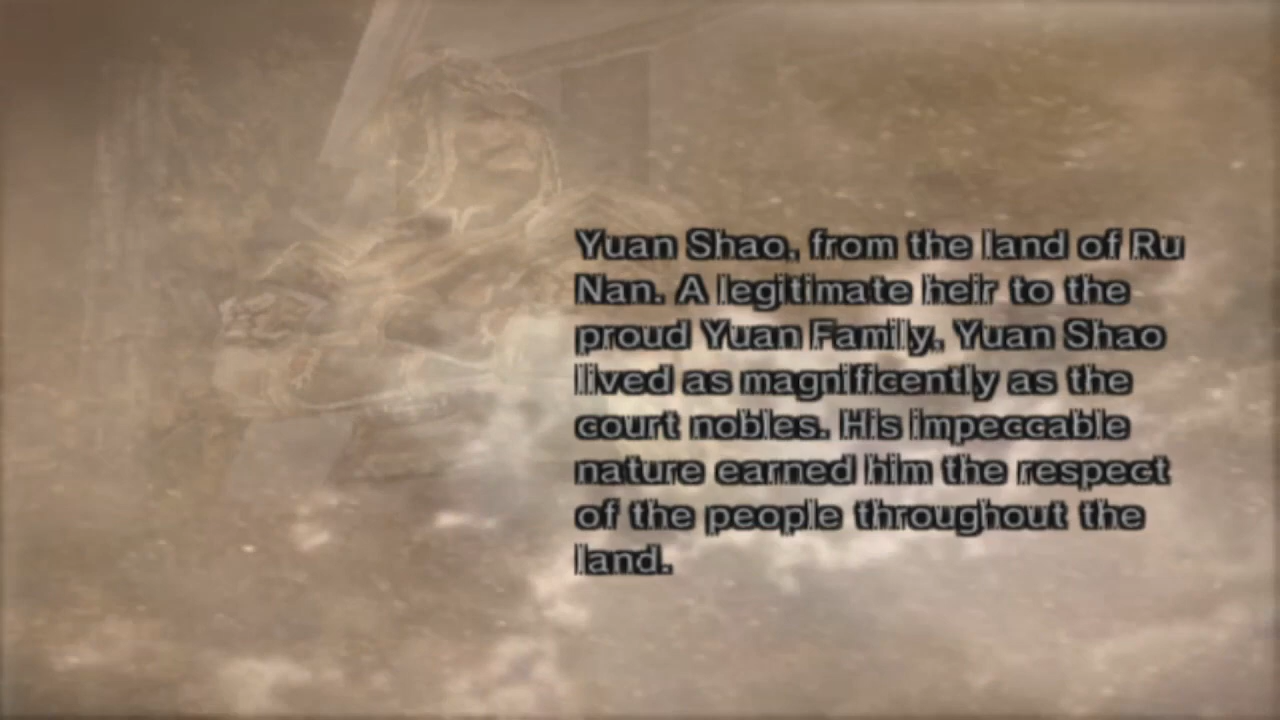 Yuan Shao, from the land of Ru
Nan. A legitimate heir to the
proud Yuan Family, Yuan Shao
lived as magnificently as the
court nobles. His impeccable
nature earned him the respect
of the people throughout the
land.